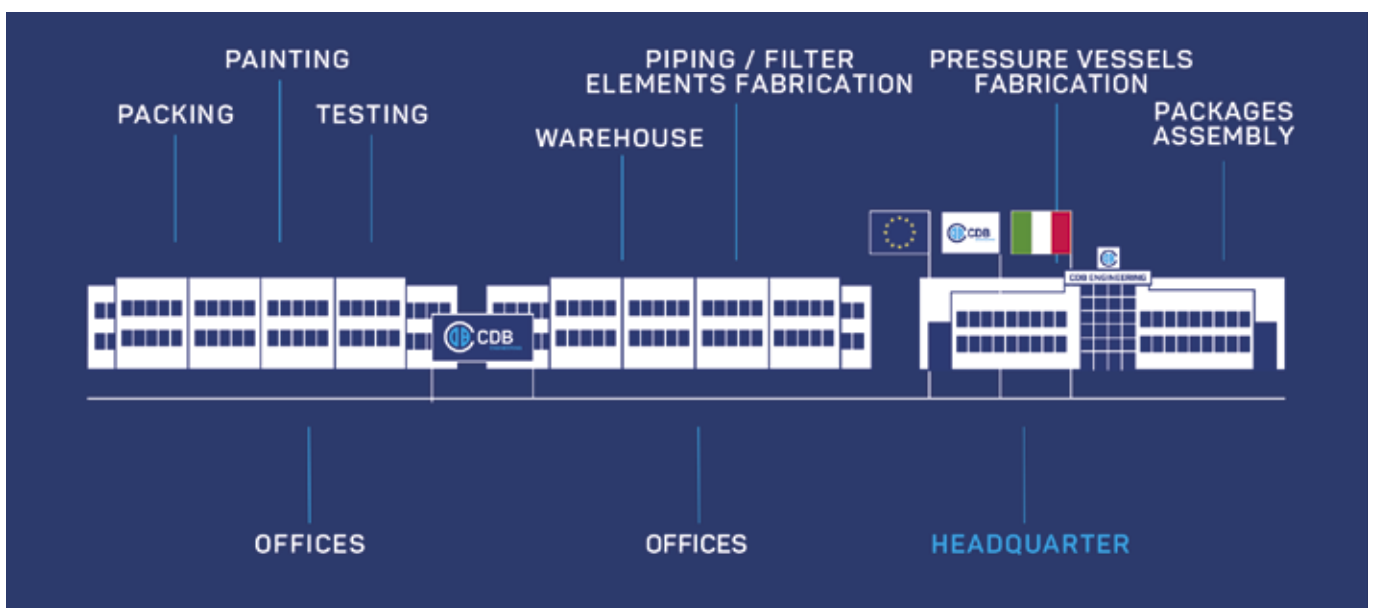 PAINTING
PACKING
TESTING
PIPING / FILTER
ELEMENTS FABRICATION
WAREHOUSE
PRESSURE VESSELS
FABRICATION
PACKAGES
ASSEMBLY
CDB
CDB ENGINEERING
CDB
OFFICES
OFFICES
HEADQUARTER